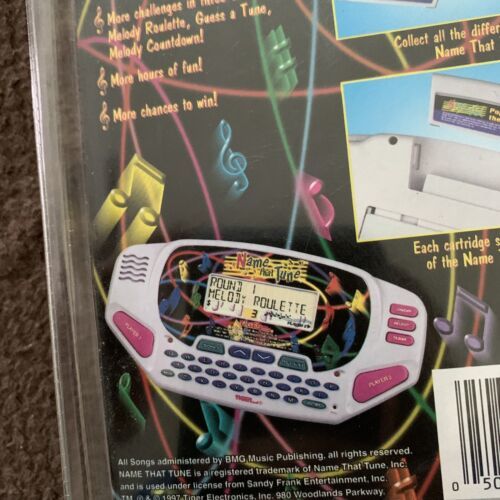 More challenges in
Melody Roulette, Guess a Tune,
Melody Countdown!
More hours of fun!
More chances to win!
Collect all the differ
Name That
Each cartridge s
of the Name
Name
That Tune
ROUND 1
MELODY ROULETTE
$ 3
PLAYER 1
PLAYER 2
TIGER
All Songs administered by BMG Music Publishing, all rights reserved.
NAME THAT TUNE is a registered trademark of Name That Tune, Inc.
and is used under license from Sandy Frank Entertainment, Inc.
TM, ® & © 1997 Tiger Electronics, Inc. 980 Woodlands Parkway,
0 50